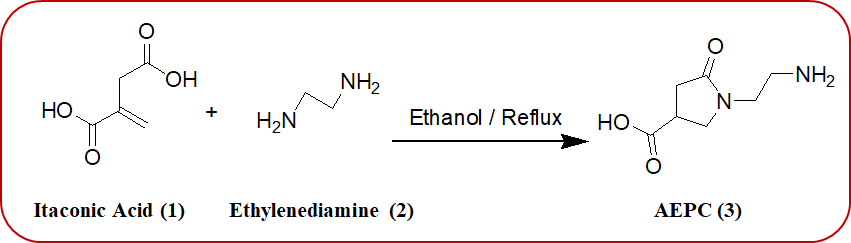 O
OH
HO
O
+
NH2
H2N
Ethanol / Reflux
O
N
NH2
HO
O
Itaconic Acid (1)
Ethylenediamine (2)
AEPC (3)